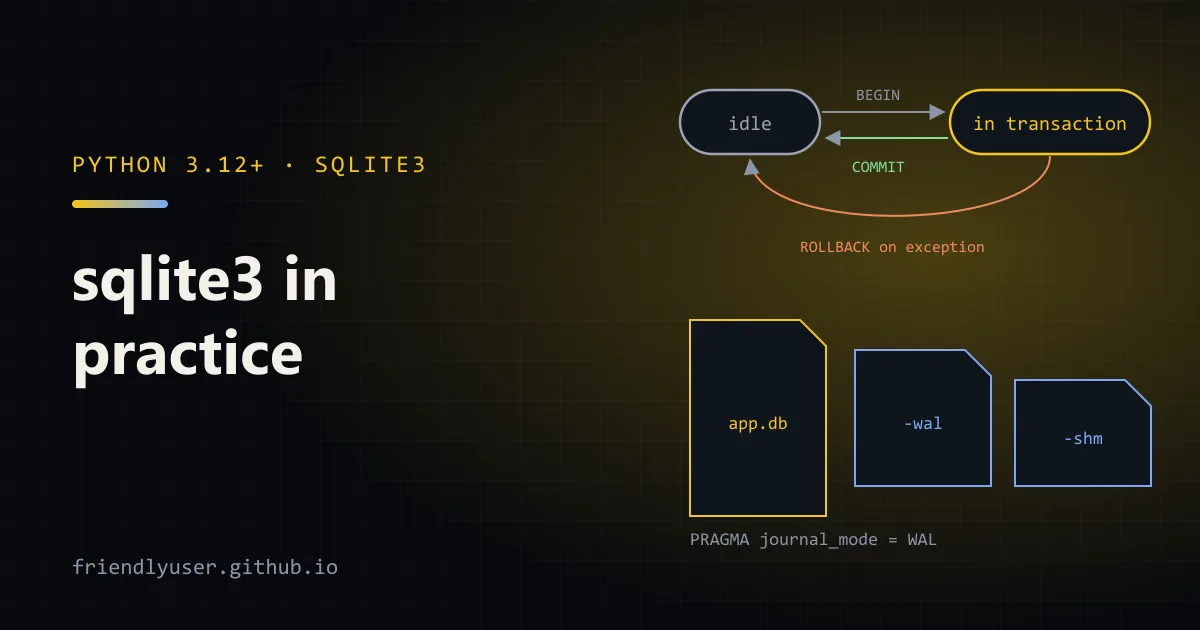 PYTHON 3.12+ · SQLITE3
sqlite3 in
practice
friendlyuser.github.io
idle
BEGIN
in transaction
COMMIT
ROLLBACK on exception
app.db
-wal
-shm
PRAGMA journal_mode = WAL